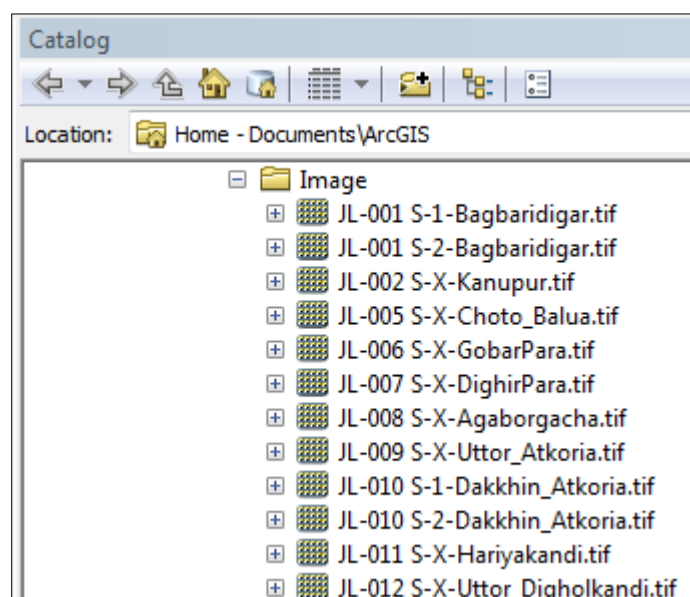 Catalog
Location: Home - Documents\ArcGIS
Image
JL-001 S-1-Bagbaridigar.tif
JL-001 S-2-Bagbaridigar.tif
JL-002 S-X-Kanupur.tif
JL-005 S-X-Choto_Balua.tif
JL-006 S-X-GobarPara.tif
JL-007 S-X-DighirPara.tif
JL-008 S-X-Agaborgacha.tif
JL-009 S-X-Uttor_Atkoria.tif
JL-010 S-1-Dakkhin_Atkoria.tif
JL-010 S-2-Dakkhin_Atkoria.tif
JL-011 S-X-Hariyakandi.tif
JL-012 S-X-Uttor_Digholkandi.tif